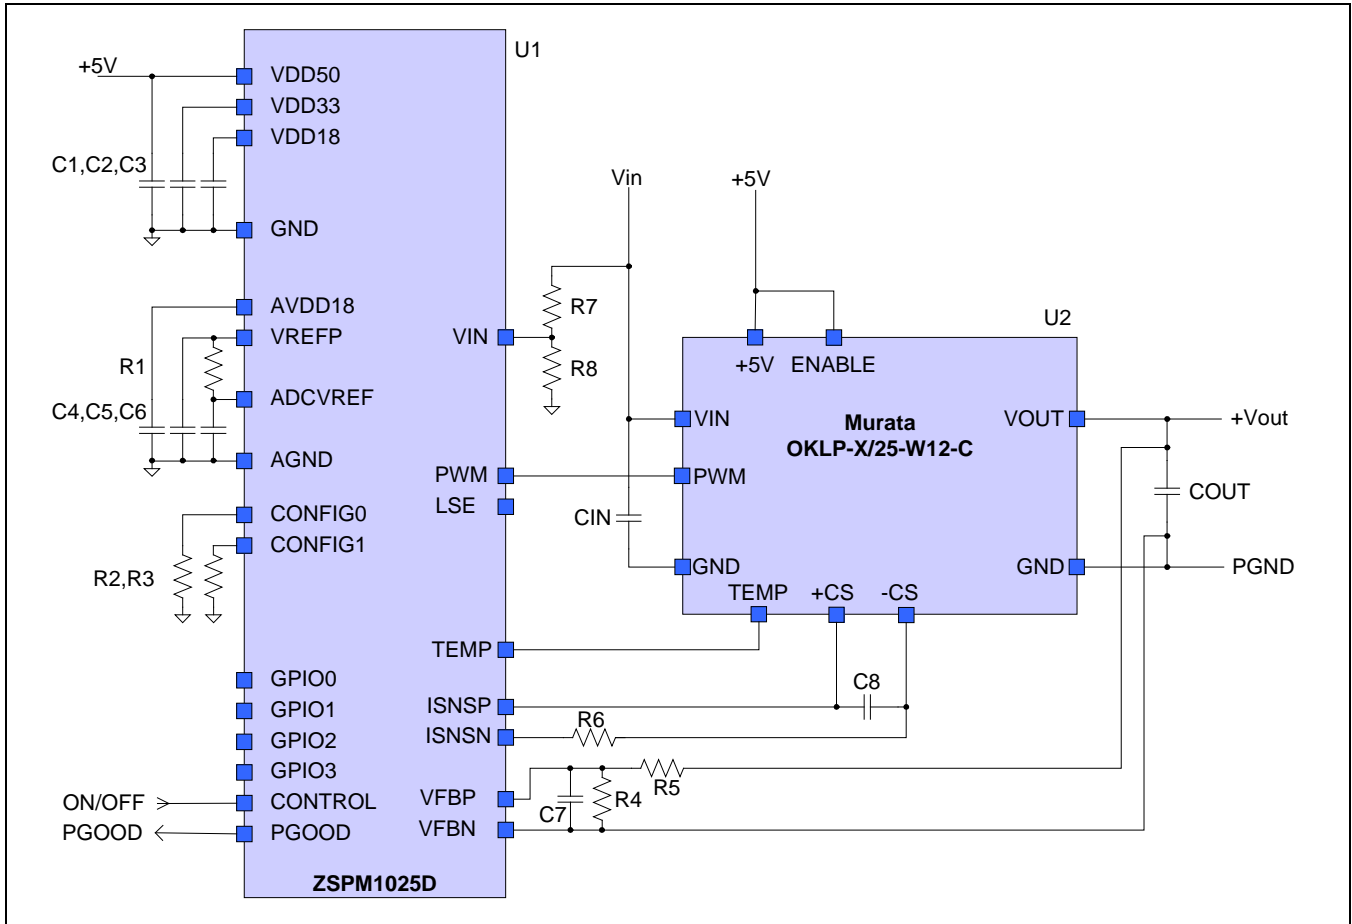 U1
+5V
VDD50
VDD33
VDD18
C1,C2,C3
GND
AVDD18
VREFP
R1
ADCVREF
C4,C5,C6
AGND
CONFIG0
CONFIG1
R2,R3
GPIO0
GPIO1
GPIO2
GPIO3
ON/OFF
CONTROL
PGOOD
PGOOD
VIN
PWM
LSE
TEMP
ISNSP
ISNSN
VFBP
VFBN
ZSPM1025D
Vin
R7
R8
CIN
+5V
U2
+5V
ENABLE
VIN
Murata
OKLP-X/25-W12-C
VOUT
+Vout
PWM
COUT
GND
GND
PGND
TEMP
+CS
-CS
C8
R6
R5
C7
R4